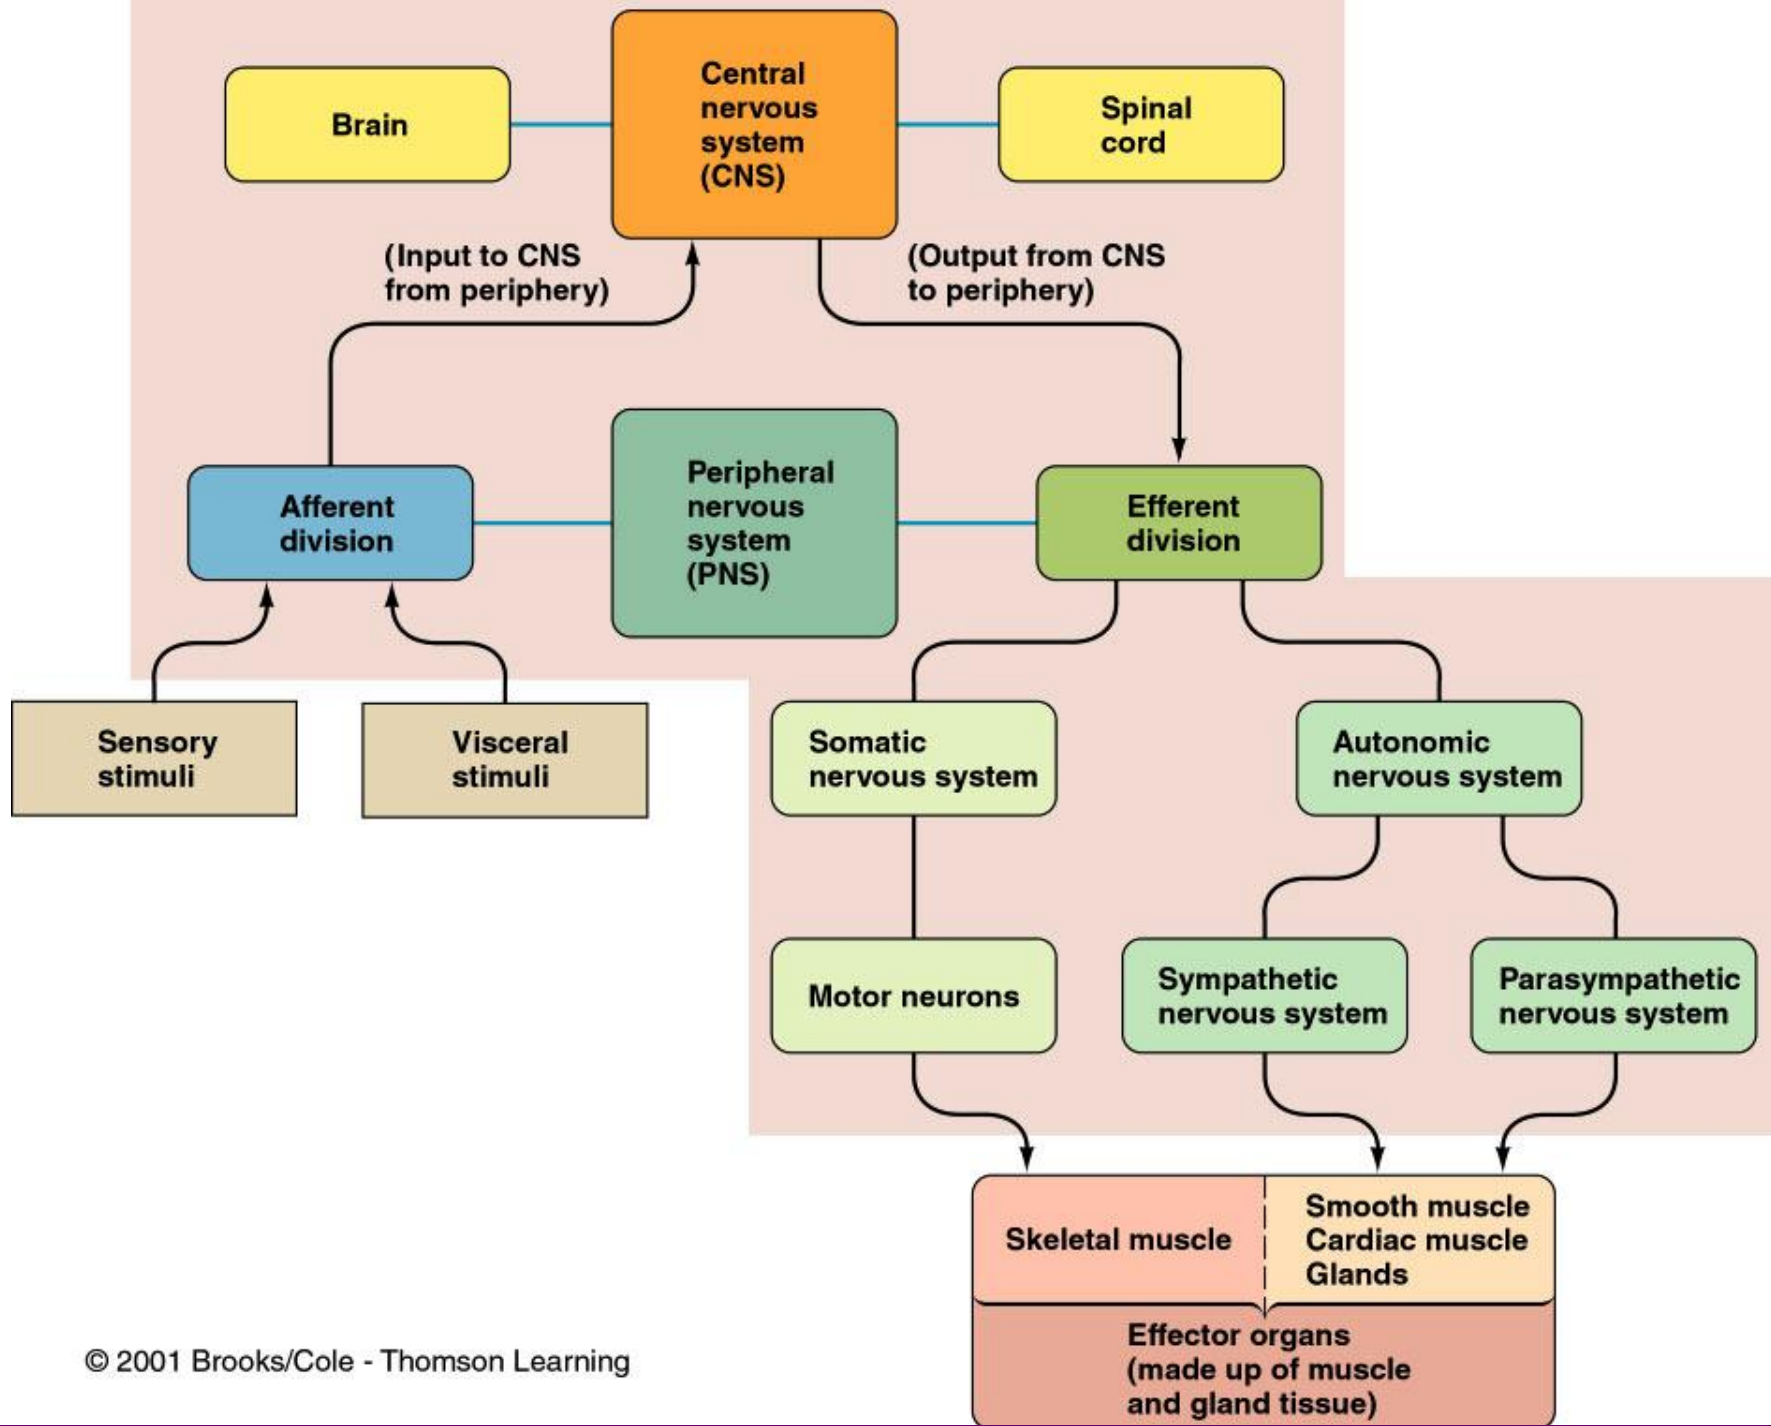 Central
nervous
system
(CNS)
Brain
Spinal
cord
(Input to CNS
from periphery)
(Output from CNS
to periphery)
Peripheral
nervous
system
(PNS)
Afferent
division
Efferent
division
Sensory
stimuli
Visceral
stimuli
Somatic
nervous system
Autonomic
nervous system
Motor neurons
Sympathetic
nervous system
Parasympathetic
nervous system
Skeletal muscle
Smooth muscle
Cardiac muscle
Glands
Effector organs
(made up of muscle
and gland tissue)
© 2001 Brooks/Cole - Thomson Learning